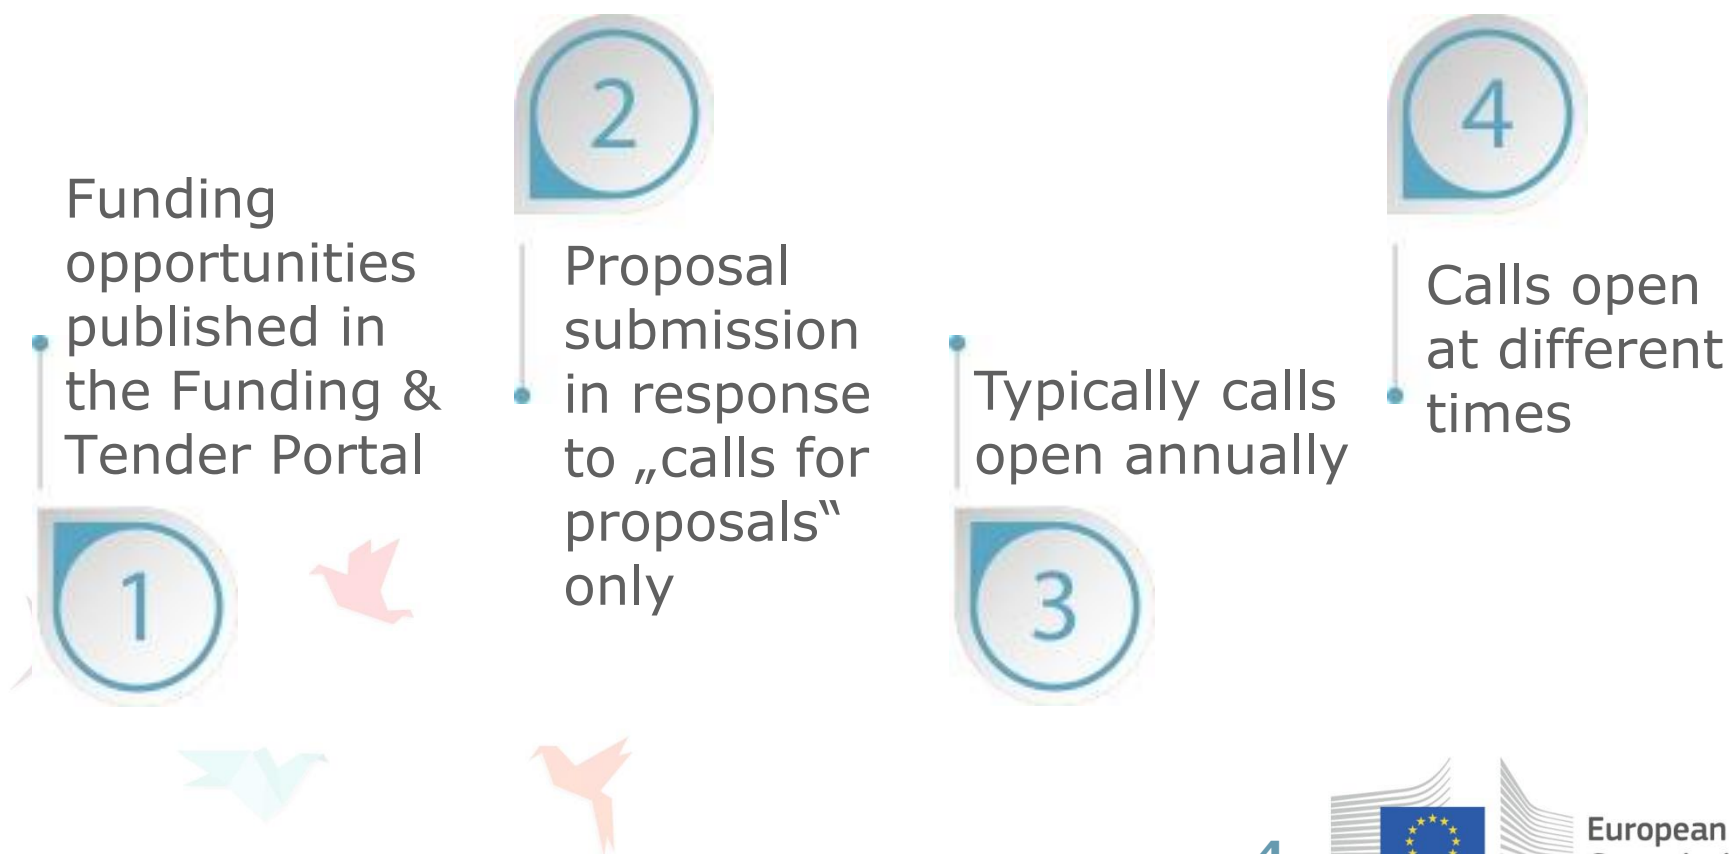 Funding
opportunities
published in
the Funding &
Tender Portal
1
2
Proposal
submission
in response
to „calls for
proposals“
only
Typically calls
open annually
3
4
Calls open
at different
times
European